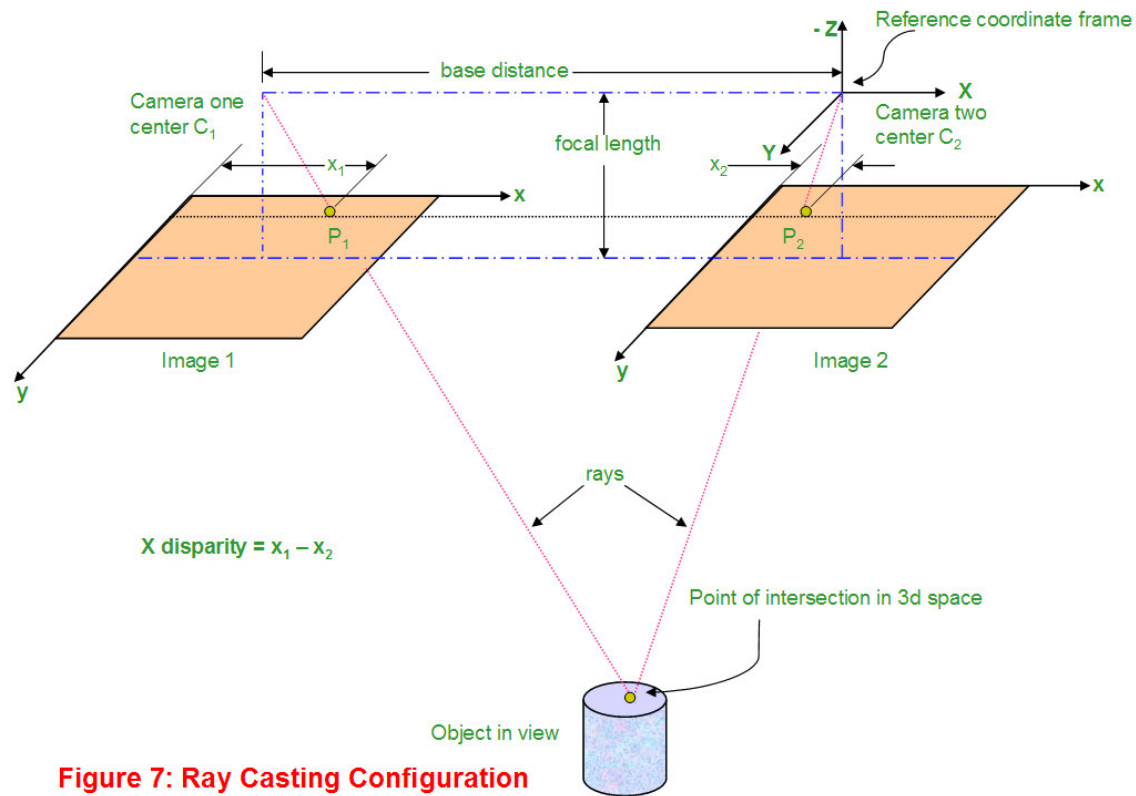 Reference coordinate frame
- Z
base distance
X
Camera one
center C₁
Camera two
center C₂
focal length
Y
x₁
x₂
x
x
P₁
P₂
Image 1
Image 2
y
y
rays
X disparity = x₁ – x₂
Point of intersection in 3d space
Object in view
Figure 7: Ray Casting Configuration